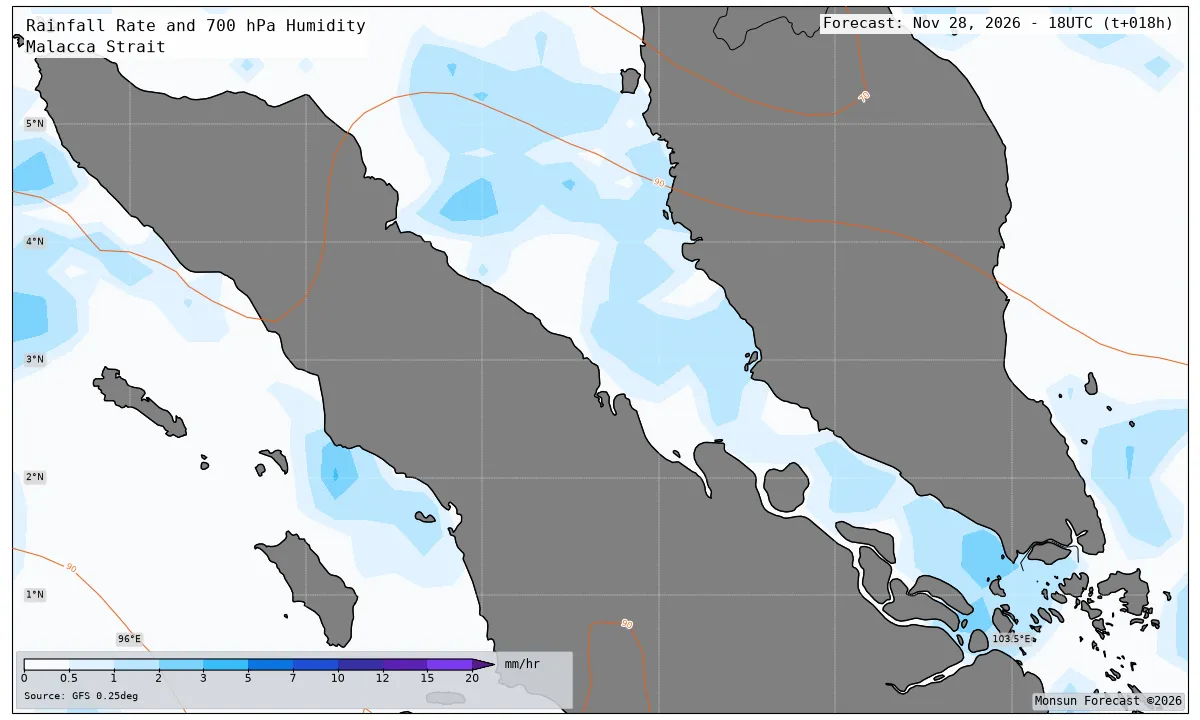 Rainfall Rate and 700 hPa Humidity
Malacca Strait
Forecast: Nov 28, 2026 - 18UTC (t+018h)
70
5°N
90
4°N
3°N
2°N
90
1°N
90
96°E
103.5°E
mm/hr
0 0.5 1 2 3 5 7 10 12 15 20
Source: GFS 0.25deg
Monsun Forecast ©2026